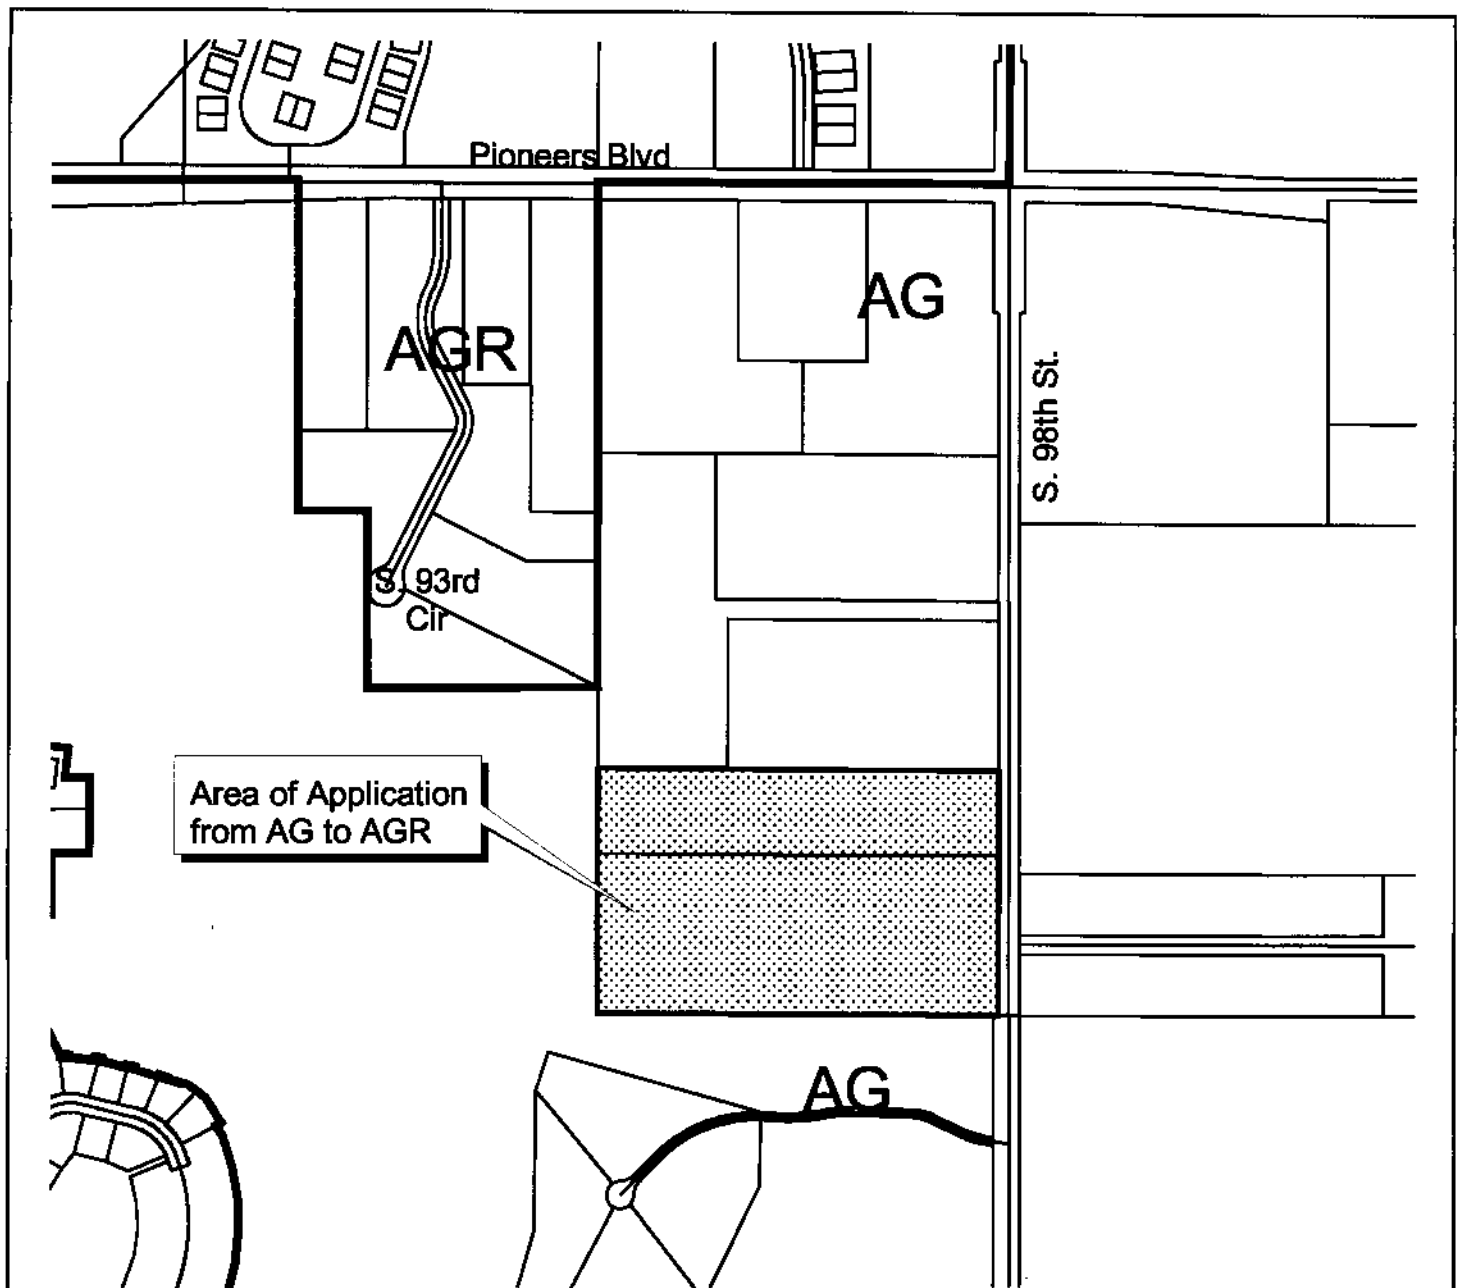 Pioneers Blvd
AG
AGR
S. 98th St.
S. 93rd
Cir
Area of Application
from AG to AGR
AG